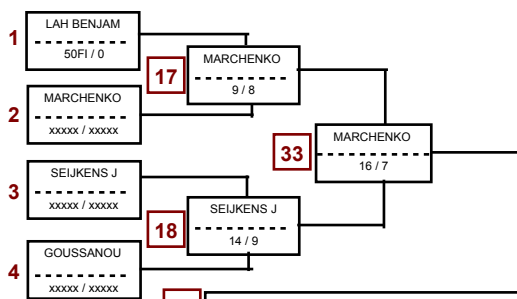 1
LAH BENJAM
50FI / 0
17
MARCHENKO
9 / 8
2
MARCHENKO
xxxxx / xxxxx
33
MARCHENKO
16 / 7
3
SEIJKENS J
xxxxx / xxxxx
18
SEIJKENS J
14 / 9
4
GOUSSANOU
xxxxx / xxxxx